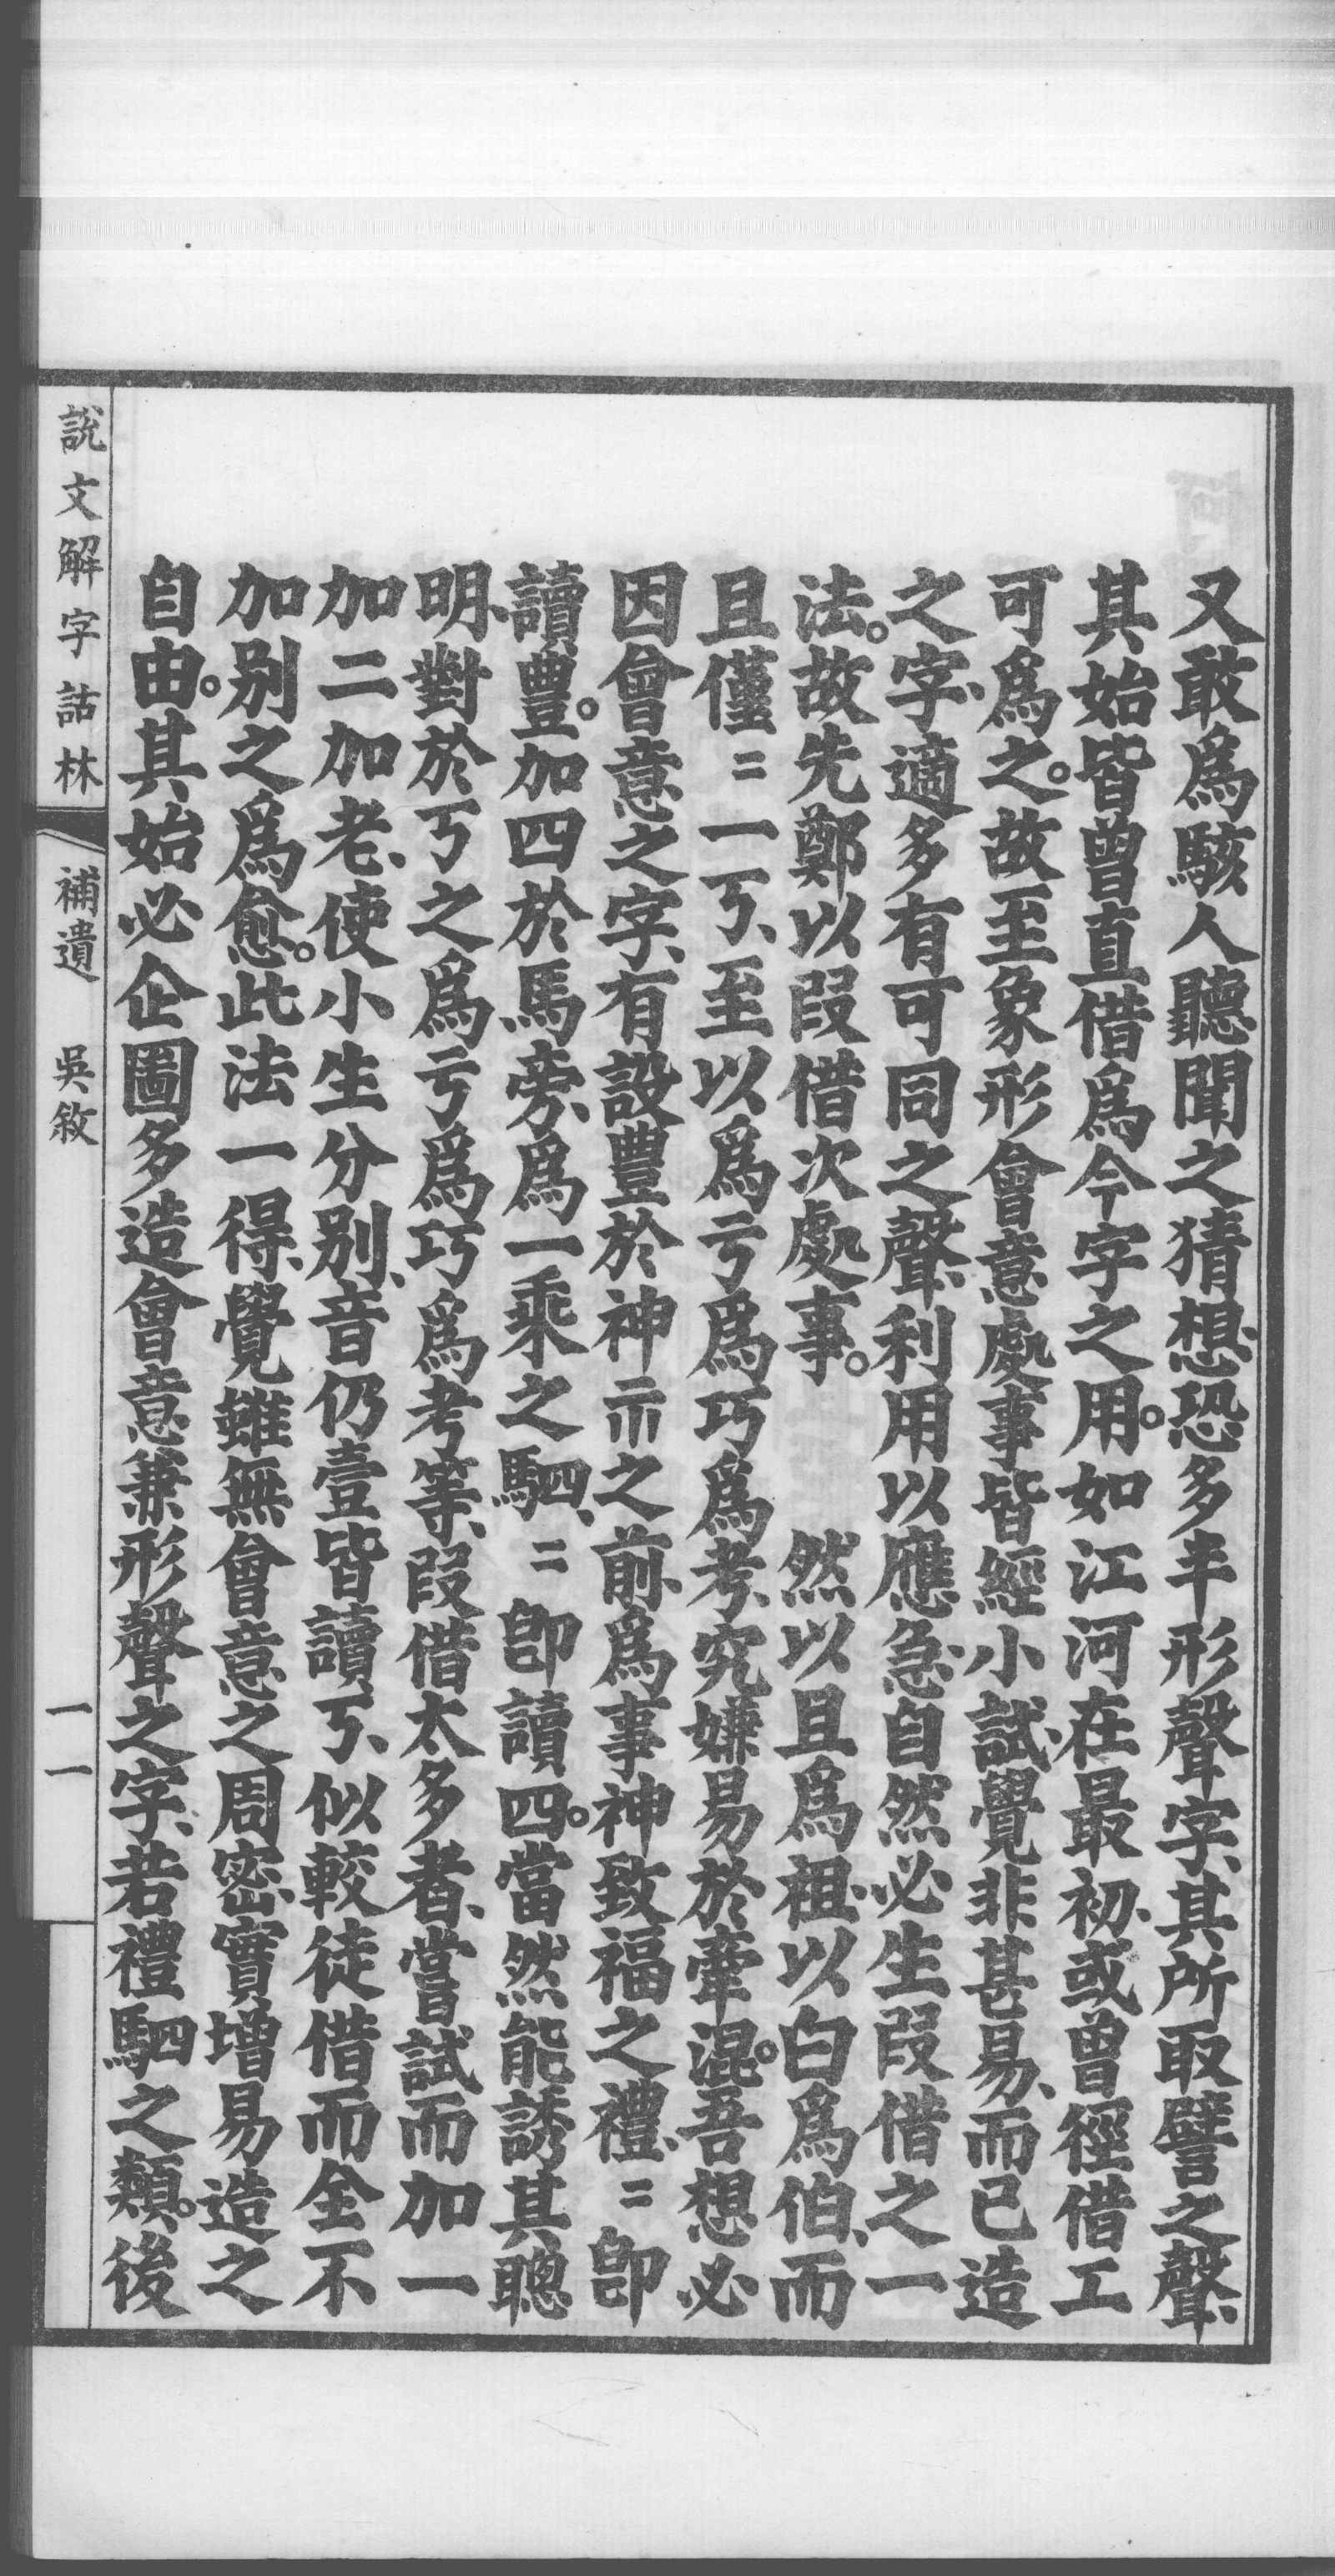 又敢爲駭人聽聞之猜想、恐多半形聲字、其所取譬之聲、
其始皆曾直借爲今字之用。如江河在最初、或曾徑借工
可爲之。故至象形會意處事皆經小試、覺非甚易、而已造
之字、適多有可同之聲、利用以應急、自然必生叚借之一
法。故先鄭以叚借次處事。　然以且爲祖、以白爲伯、而
且僅〻一丂、至以爲亏爲巧爲考、究嫌易於牽混。吾想必
因會意之字、有設豊於神示之前、爲事神致福之禮、〻卽
讀豊。加四於馬旁、爲一乘之駟、〻卽讀四。當然能誘其聰
明、對於丂之爲亏爲巧爲考等、叚借太多者、嘗試而加一
加二加老、使小生分別、音仍壹皆讀丂、似較徒借而全不
加別之爲愈。此法一得、覺雖無會意之周密、實增易造之
自由。其始必企圖多造會意兼形聲之字、若禮駟之類。後
說文解字詁林
補遺　吳敘
一一